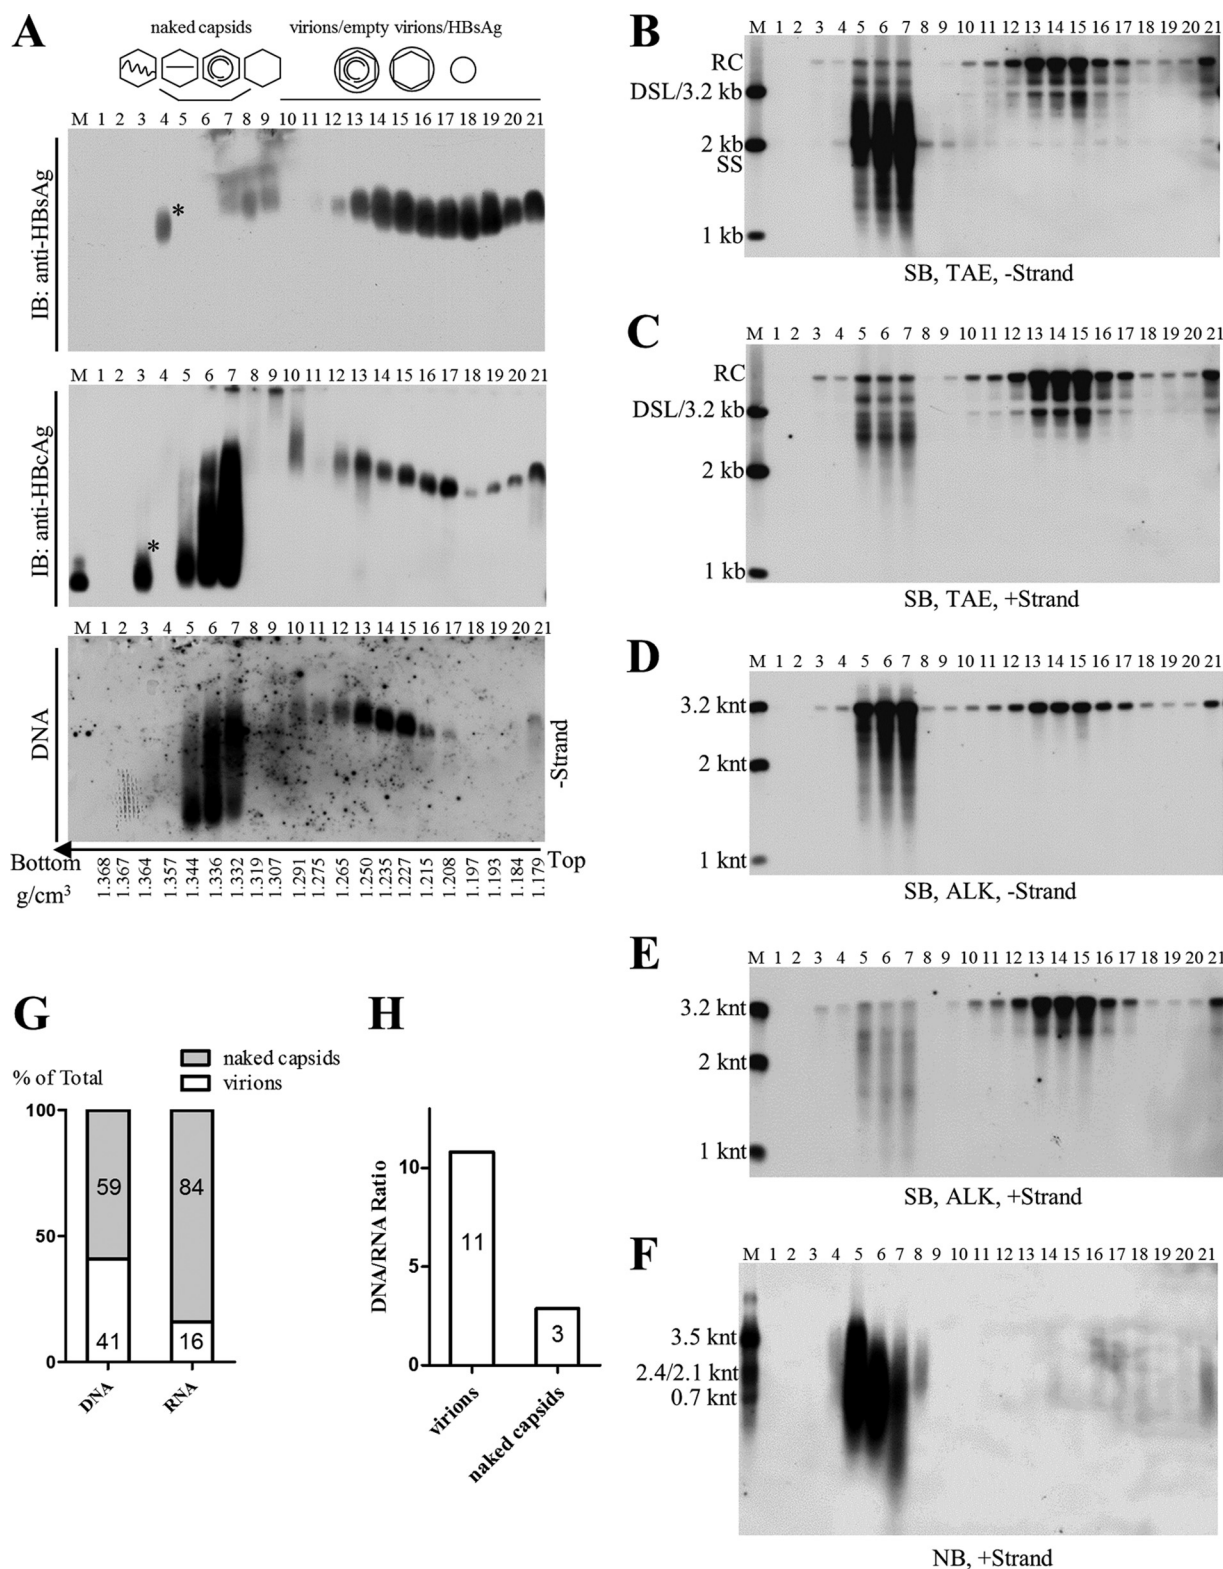 A
naked capsids
virions/empty virions/HBsAg
M 1 2 3 4 5 6 7 8 9 10 11 12 13 14 15 16 17 18 19 20 21
*
IB: anti-HBsAg
M 1 2 3 4 5 6 7 8 9 10 11 12 13 14 15 16 17 18 19 20 21
*
IB: anti-HBcAg
M 1 2 3 4 5 6 7 8 9 10 11 12 13 14 15 16 17 18 19 20 21
DNA
-Strand
Bottom
Top
g/cm³
1.368 1.367 1.364 1.357 1.344 1.336 1.332 1.319 1.307 1.291 1.275 1.265 1.250 1.235 1.227 1.215 1.208 1.197 1.193 1.184 1.179
B
M 1 2 3 4 5 6 7 8 9 10 11 12 13 14 15 16 17 18 19 20 21
RC
DSL/3.2 kb
2 kb
SS
1 kb
SB, TAE, -Strand
C
M 1 2 3 4 5 6 7 8 9 10 11 12 13 14 15 16 17 18 19 20 21
RC
DSL/3.2 kb
2 kb
1 kb
SB, TAE, +Strand
D
M 1 2 3 4 5 6 7 8 9 10 11 12 13 14 15 16 17 18 19 20 21
3.2 knt
2 knt
1 knt
SB, ALK, -Strand
E
M 1 2 3 4 5 6 7 8 9 10 11 12 13 14 15 16 17 18 19 20 21
3.2 knt
2 knt
1 knt
SB, ALK, +Strand
F
M 1 2 3 4 5 6 7 8 9 10 11 12 13 14 15 16 17 18 19 20 21
3.5 knt
2.4/2.1 knt
0.7 knt
NB, +Strand
G
naked capsids
virions
% of Total
100
50
0
59
41
84
16
DNA
RNA
H
DNA/RNA Ratio
10
5
0
11
3
virions
naked capsids